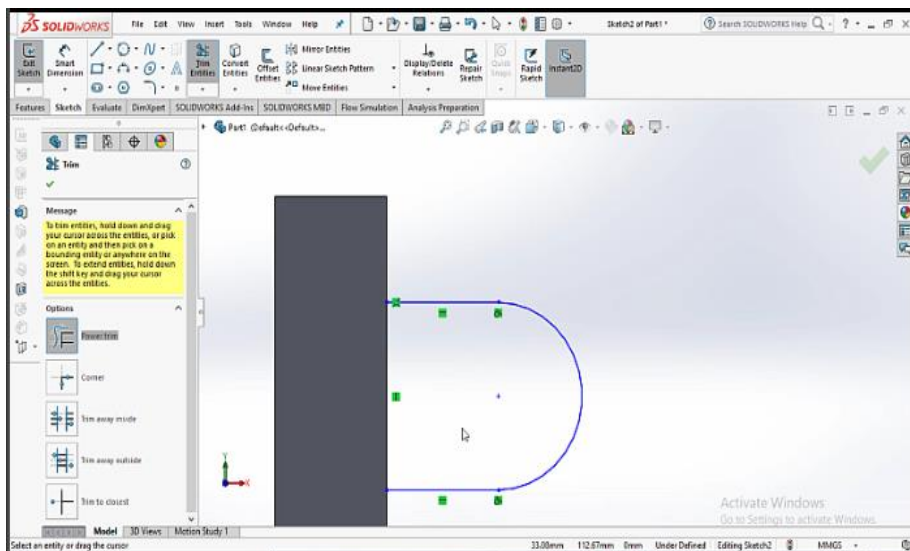 SOLIDWORKS File Edit View Insert Tools Window Help Sketch2 of Part1 * Search SOLIDWORKS Help
Exit Sketch
Smart Dimension
Trim Entities
Convert Entities
Offset Entities
Mirror Entities
Linear Sketch Pattern
Move Entities
Display/Delete Relations
Repair Sketch
Quick Snaps
Rapid Sketch
Instant2D
Features Sketch Evaluate DimXpert SOLIDWORKS Add-Ins SOLIDWORKS MBD Flow Simulation Analysis Preparation
Part1 (Default<<Default>...
Trim
Message
To trim entities, hold down and drag
your cursor across the entities, or pick
on an entity and then pick on a
bounding entity or anywhere on the
screen. To extend entities, hold down
the shift key and drag your cursor
across the entities.
Options
Power trim
Corner
Trim away inside
Trim away outside
Trim to closest
Y
X
Activate Windows
Go to Settings to activate Windows.
Model 3D Views Motion Study 1
Select an entity or drag the cursor 33.08mm 112.67mm 0mm Under Defined Editing Sketch2 MMGS